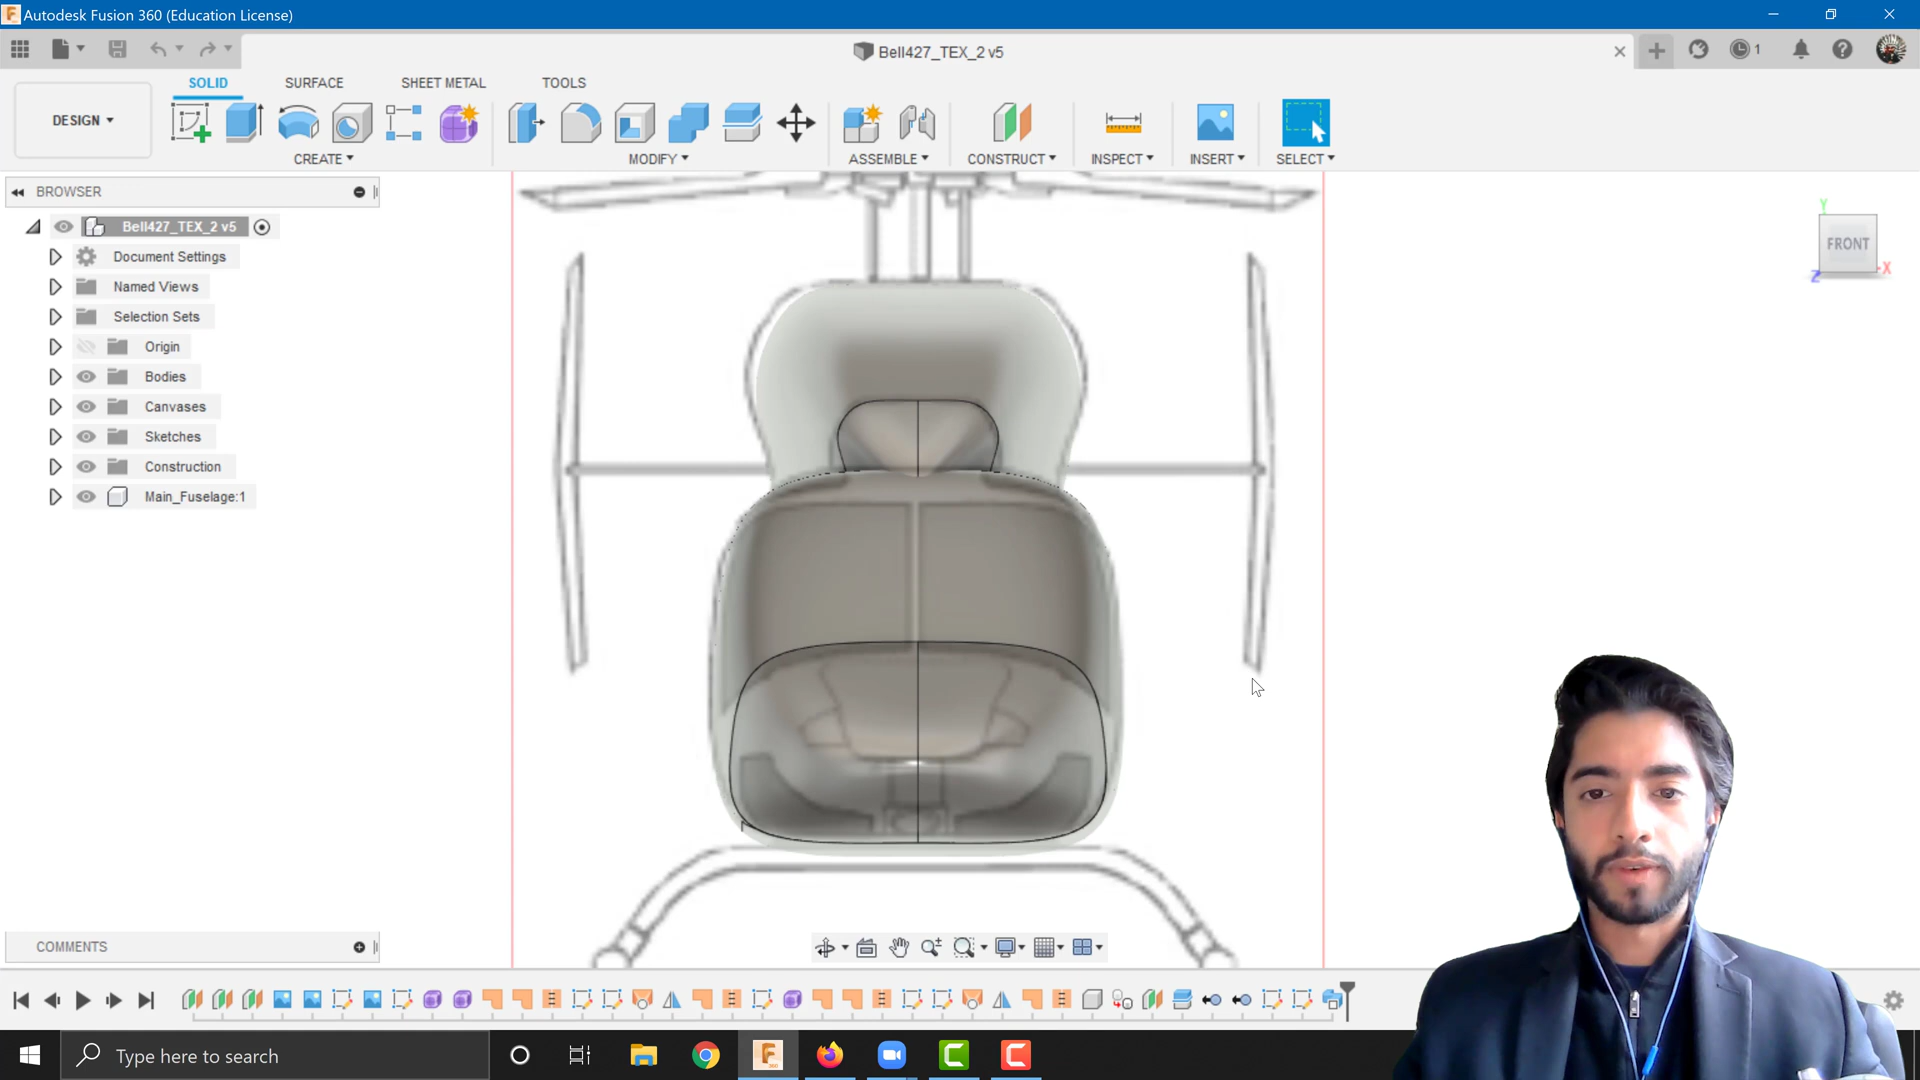 Autodesk Fusion 360 (Education License)
Bell427_TEX_2 v5
1
DESIGN
SOLID
SURFACE
SHEET METAL
TOOLS
CREATE
MODIFY
ASSEMBLE
CONSTRUCT
INSPECT
INSERT
SELECT
BROWSER
Bell427_TEX_2 v5
Document Settings
Named Views
Selection Sets
Origin
Bodies
Canvases
Sketches
Construction
Main_Fuselage:1
Y
FRONT
X
Z
COMMENTS
Type here to search